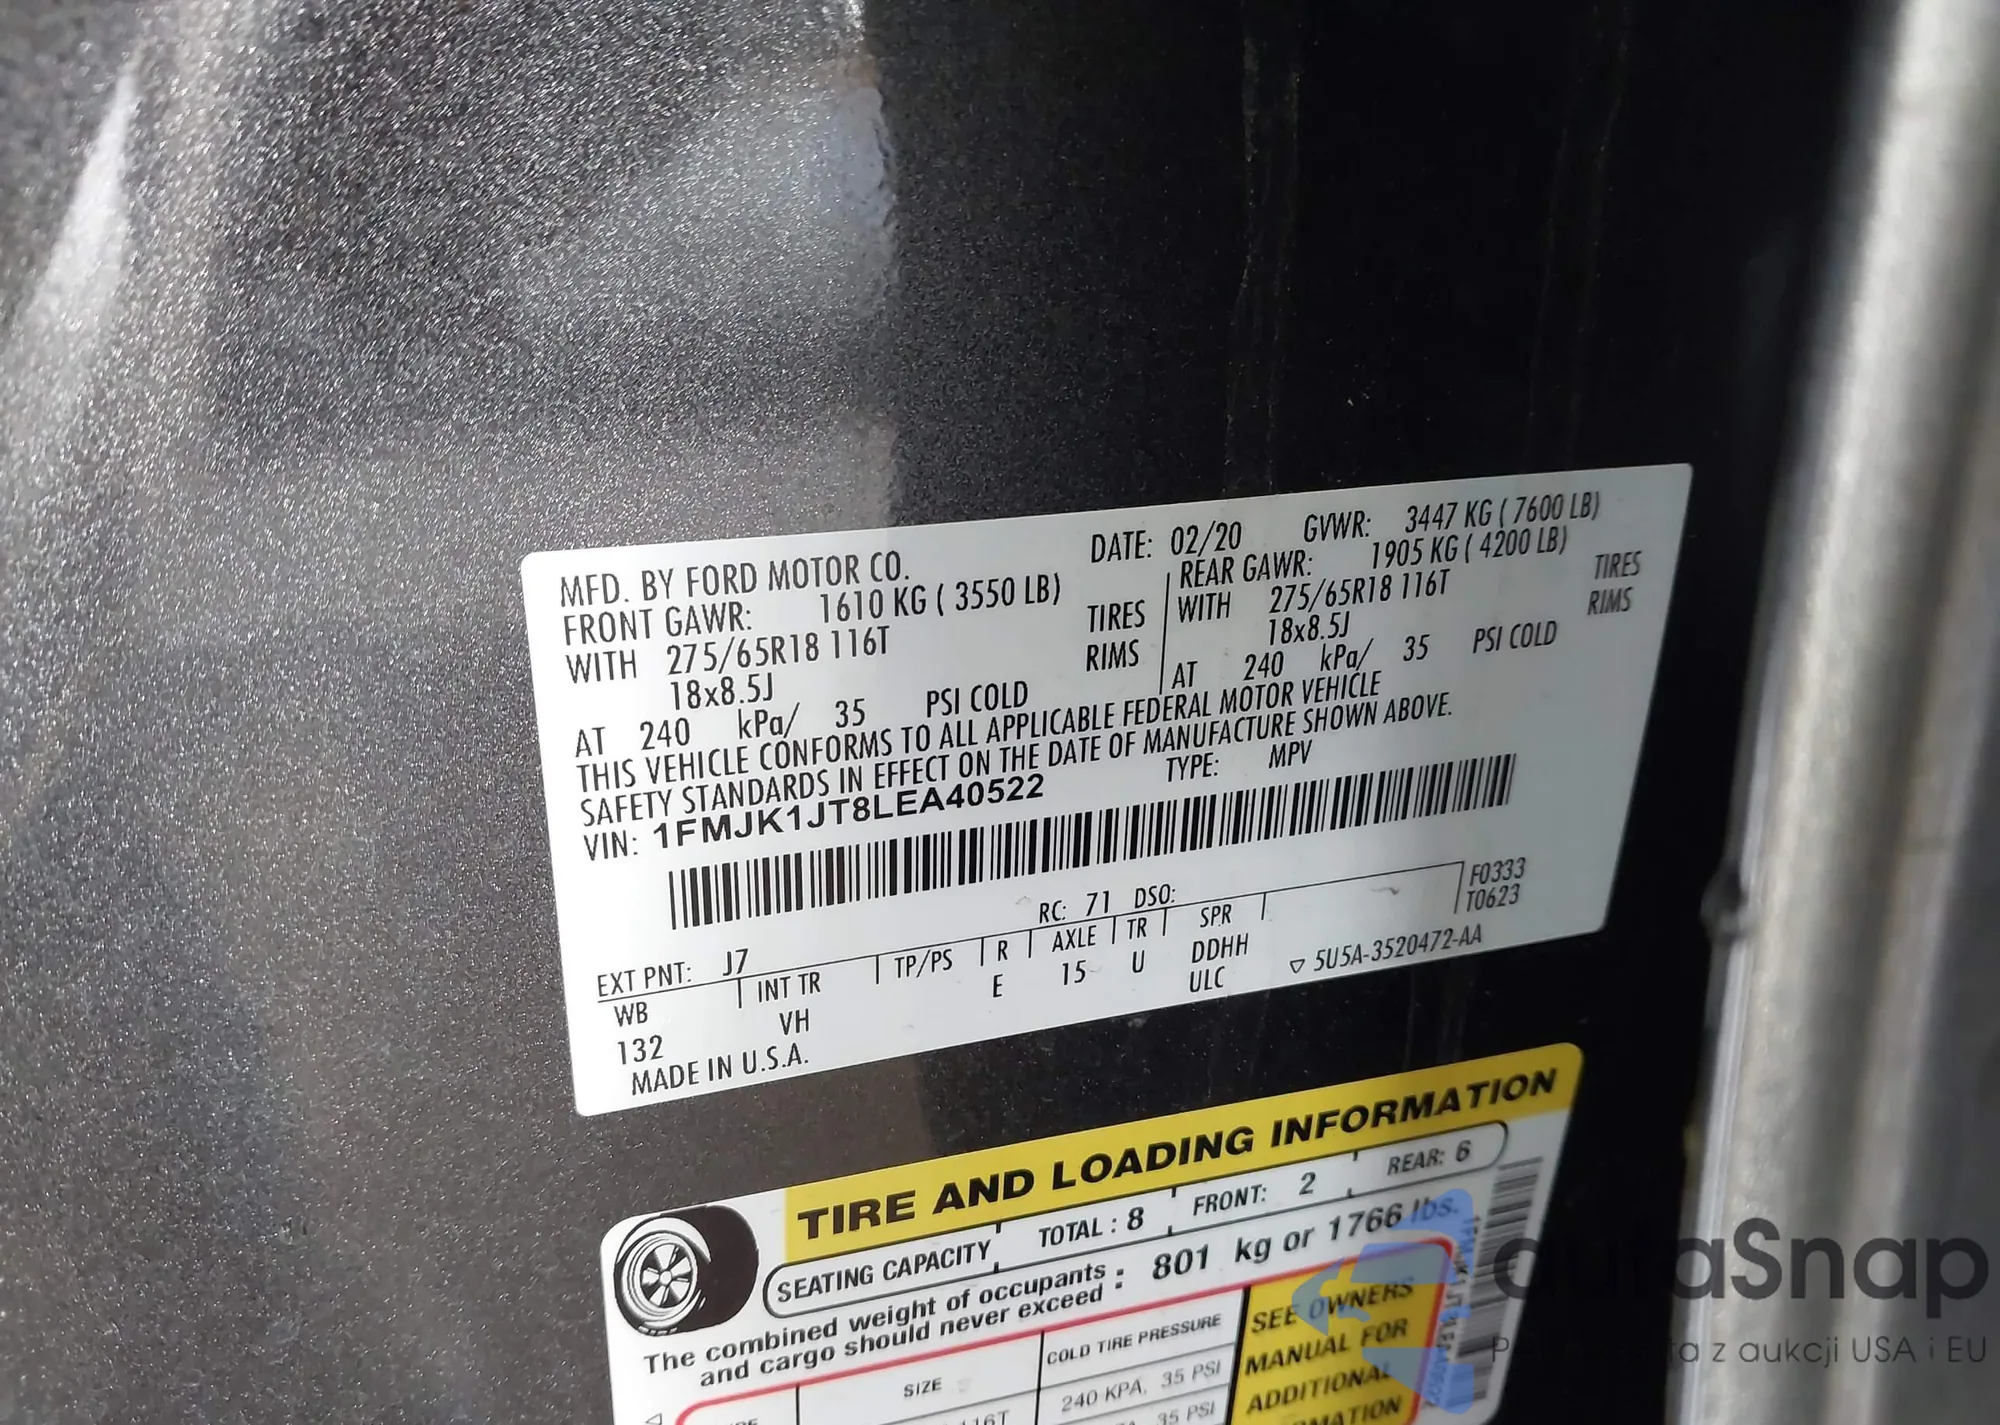 MFD. BY FORD MOTOR CO. DATE: 02/20 GVWR: 3447 KG ( 7600 LB)
FRONT GAWR: 1610 KG ( 3550 LB) REAR GAWR: 1905 KG ( 4200 LB)
WITH 275/65R18 116T TIRES WITH 275/65R18 116T TIRES
18x8.5J RIMS 18x8.5J RIMS
AT 240 kPa/ 35 PSI COLD AT 240 kPa/ 35 PSI COLD
THIS VEHICLE CONFORMS TO ALL APPLICABLE FEDERAL MOTOR VEHICLE
SAFETY STANDARDS IN EFFECT ON THE DATE OF MANUFACTURE SHOWN ABOVE.
VIN: 1FMJK1JT8LEA40522 TYPE: MPV
F0333
T0623
EXT PNT: J7 RC: 71 DSO:
WB INT TR TP/PS R AXLE TR SPR
132 VH E 15 U DDHH
ULC
MADE IN U.S.A. 5U5A-3520472-AA
TIRE AND LOADING INFORMATION
SEATING CAPACITY TOTAL : 8 FRONT: 2 REAR: 6
The combined weight of occupants : 801 kg or 1766 lbs.
and cargo should never exceed :
SIZE COLD TIRE PRESSURE SEE OWNERS
240 KPA, 35 PSI MANUAL FOR
35 PSI ADDITIONAL
aSnap
z aukcji USA i EU